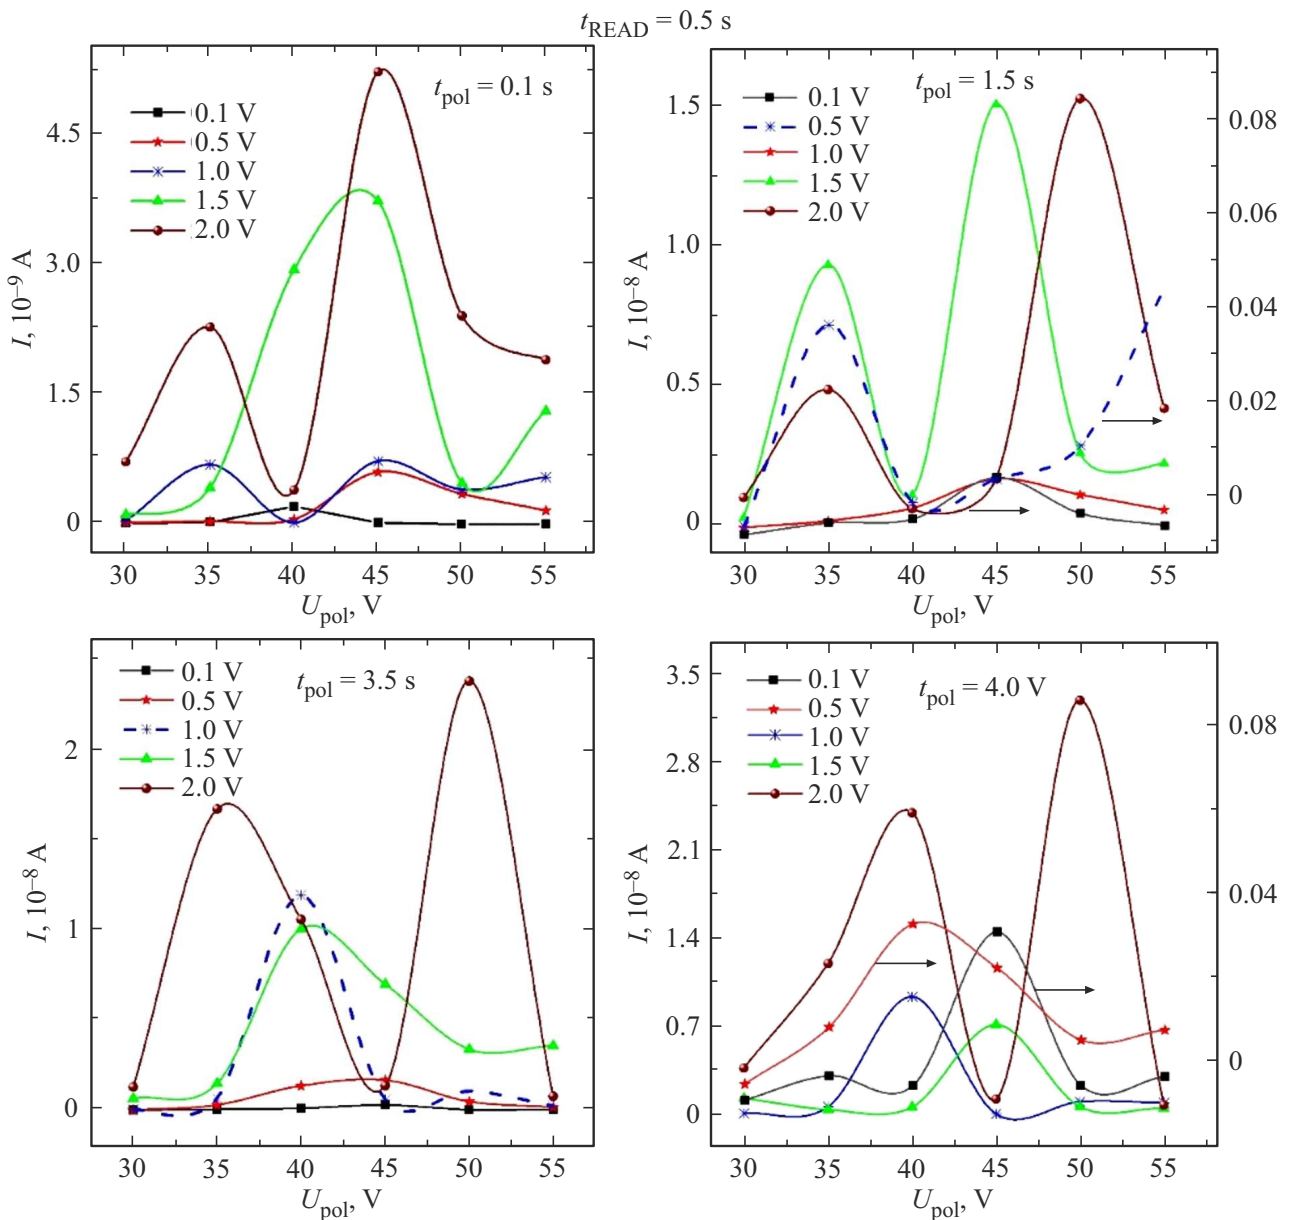 t_READ = 0.5 s
t_pol = 0.1 s
0.1 V
0.5 V
1.0 V
1.5 V
2.0 V
4.5
3.0
1.5
0
I, 10⁻⁹ A
30 35 40 45 50 55
U_pol, V
t_pol = 1.5 s
0.1 V
0.5 V
1.0 V
1.5 V
2.0 V
1.5
1.0
0.5
0
I, 10⁻⁸ A
0.08
0.06
0.04
0.02
0
30 35 40 45 50 55
U_pol, V
t_pol = 3.5 s
0.1 V
0.5 V
1.0 V
1.5 V
2.0 V
2
1
0
I, 10⁻⁸ A
30 35 40 45 50 55
U_pol, V
t_pol = 4.0 V
0.1 V
0.5 V
1.0 V
1.5 V
2.0 V
3.5
2.8
2.1
1.4
0.7
0
I, 10⁻⁸ A
0.08
0.04
0
30 35 40 45 50 55
U_pol, V